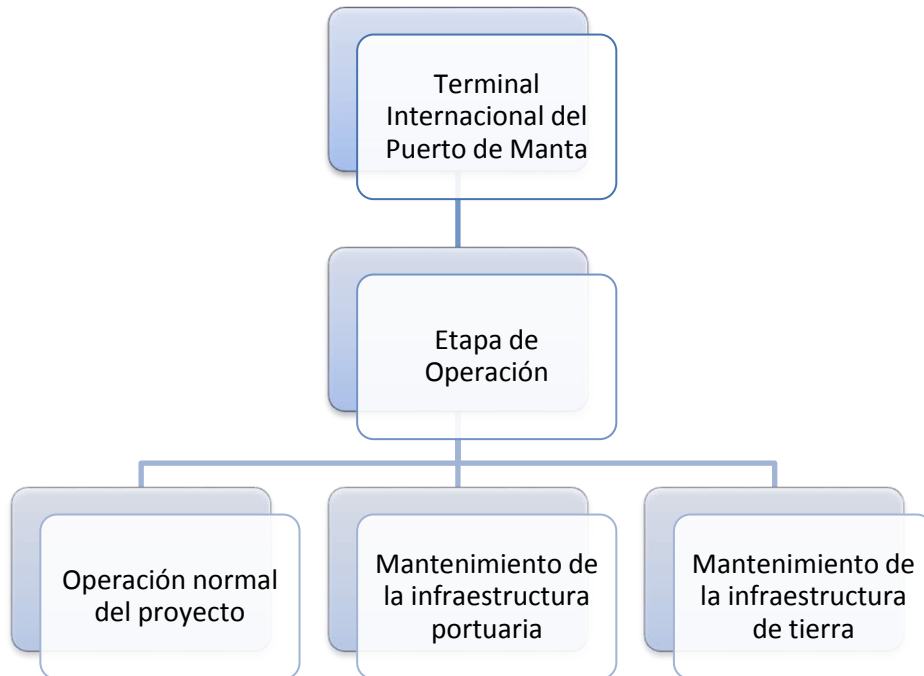 Terminal
Internacional del
Puerto de Manta
Etapa de
Operación
Operación normal
del proyecto
Mantenimiento de
la infraestructura
portuaria
Mantenimiento de
la infraestructura
de tierra